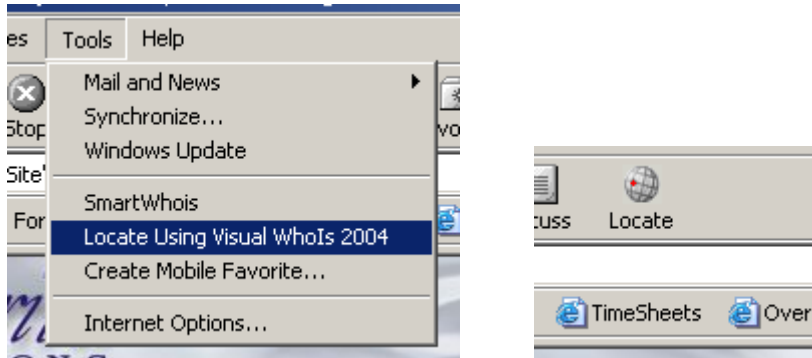 es Tools Help
Mail and News
Stop
Synchronize...
Windows Update
Site'
SmartWhois
For
Locate Using Visual WhoIs 2004
Create Mobile Favorite...
Internet Options...
cuss Locate
TimeSheets Over